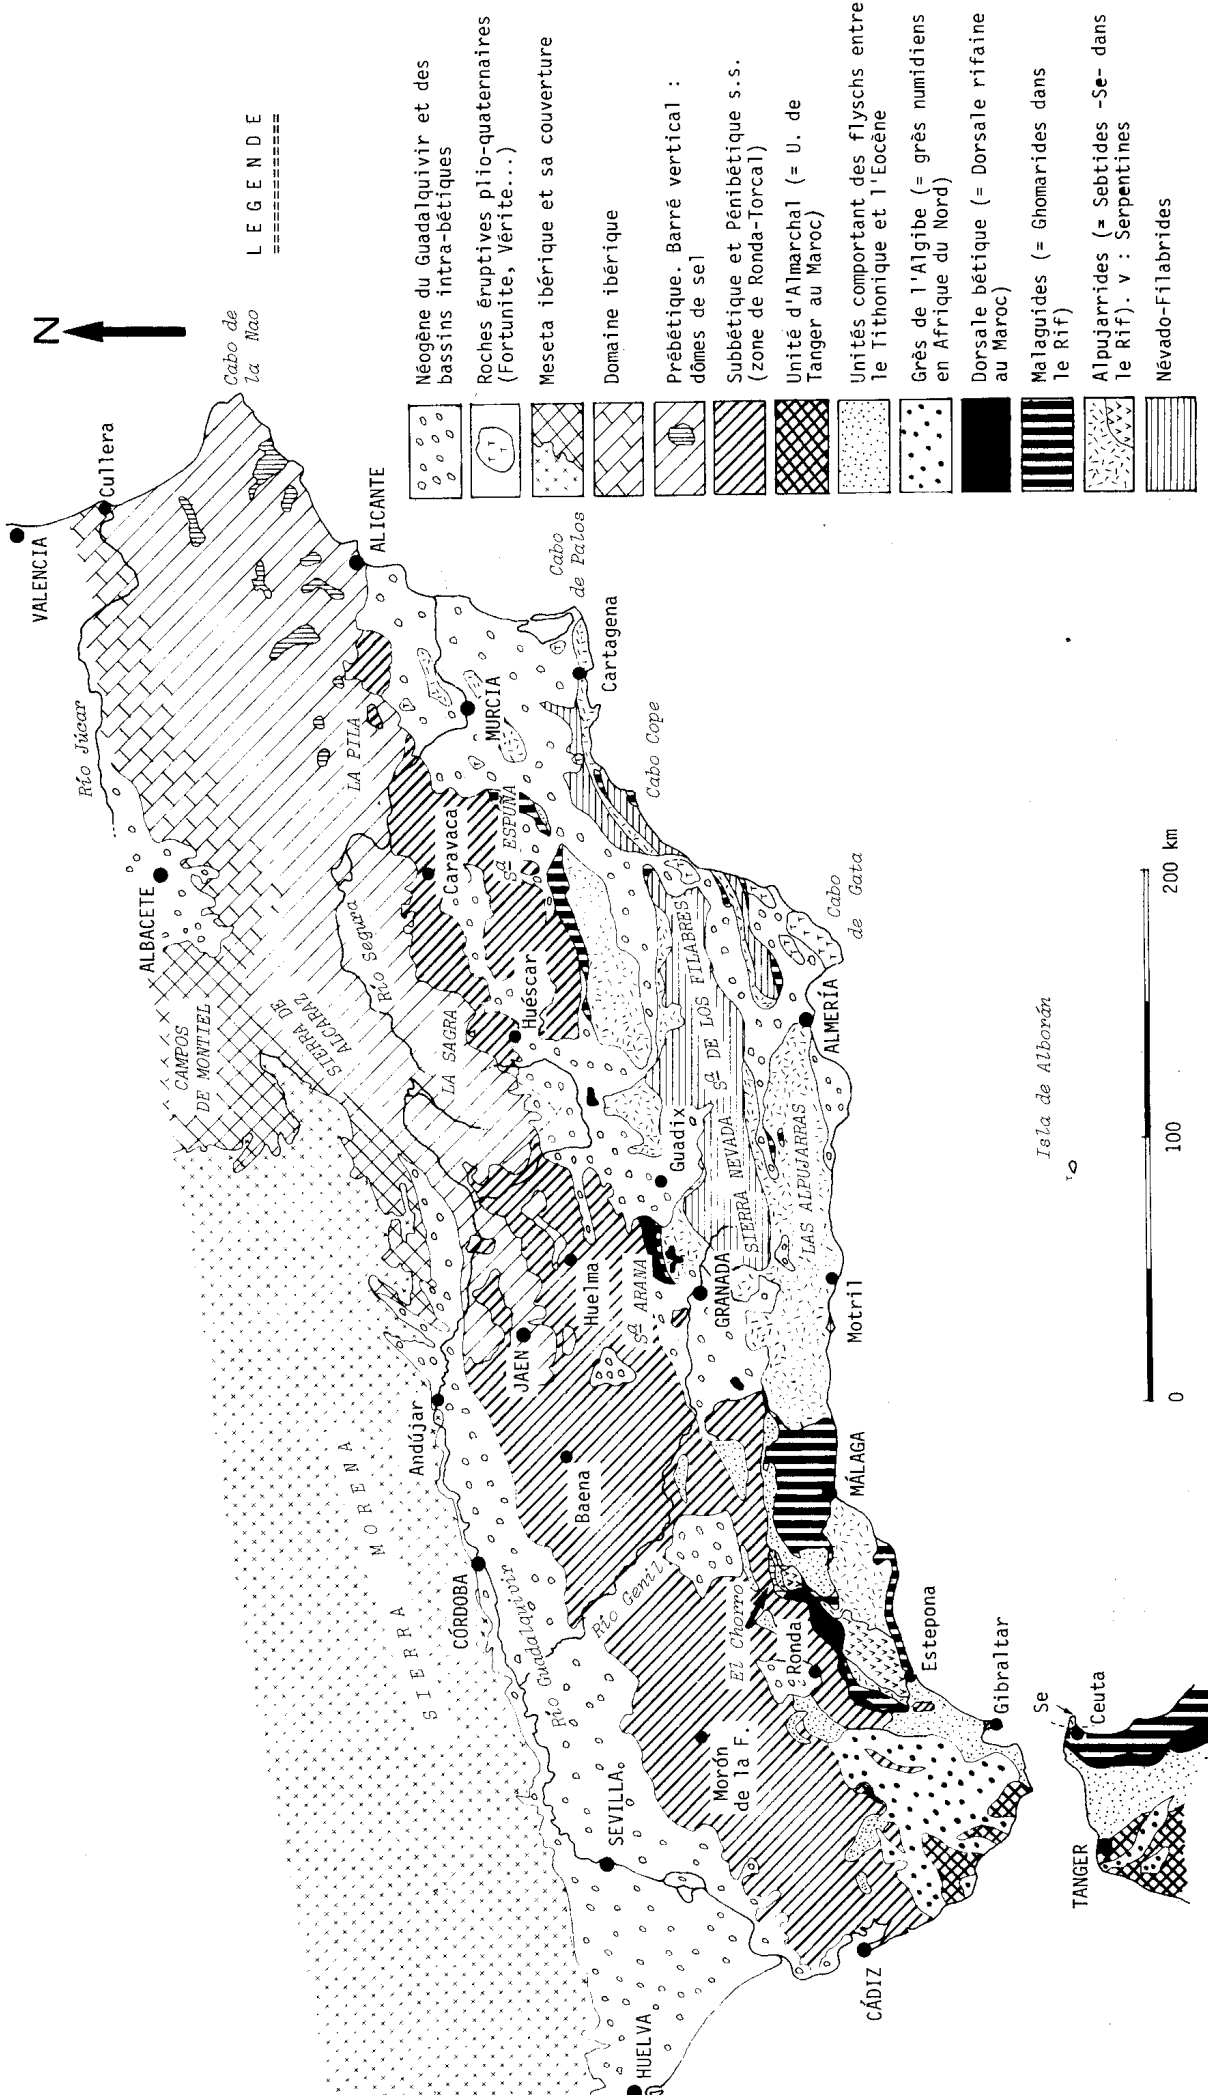 N
LEGENDE
==========
Néogène du Guadalquivir et des
bassins intra-bétiques
Roches éruptives plio-quaternaires
(Fortunite, Vérite...)
Meseta ibérique et sa couverture
Domaine ibérique
Prébétique. Barré vertical :
dômes de sel
Subbétique et Pénibétique s.s.
(zone de Ronda-Torcal)
Unité d'Almarchal (= U. de
Tanger au Maroc)
Unités comportant des flyschs entre
le Tithonique et l'Eocène
Grès de l'Algibe (= grès numidiens
en Afrique du Nord)
Dorsale bétique (= Dorsale rifaine
au Maroc)
Malaguides (= Ghomarides dans
le Rif)
Alpujarrides (= Sebtides -Se- dans
le Rif). v : Serpentines
Névado-Filabrides
VALENCIA
Cullera
Cabo de
la Nao
Río Júcar
ALBACETE
ALICANTE
CAMPOS
DE MONTIEL
SIERRA DE
ALCARAZ
LA PILA
Río Segura
MURCIA
Cabo
de Palos
Cartagena
Caravaca
Sª ESPUÑA
Cabo Cope
LA SAGRA
Huéscar
Sª DE LOS FILABRES
Cabo
de Gata
ALMERÍA
Guadix
SIERRA NEVADA
LAS ALPUJARRAS
Isla de Alborán
SIERRA MORENA
Andújar
JAEN
Huelma
Sª ARANA
GRANADA
Motril
CÓRDOBA
Baena
Río Guadalquivir
Río Genil
MÁLAGA
El Chorro
Ronda
Estepona
SEVILLA
Morón
de la F.
Gibraltar
Se
Ceuta
TANGER
HUELVA
CÁDIZ
0
100
200 km